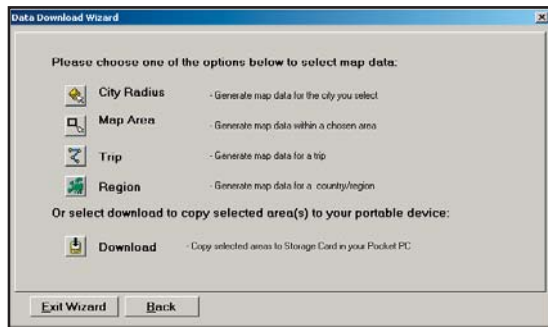 Data Download Wizard
Please choose one of the options below to select map data:
City Radius - Generate map data for the city you select
Map Area - Generate map data within a chosen area
Trip - Generate map data for a trip
Region - Generate map data for a country/region
Or select download to copy selected area(s) to your portable device:
Download - Copy selected areas to Storage Card in your Pocket PC
Exit Wizard Back